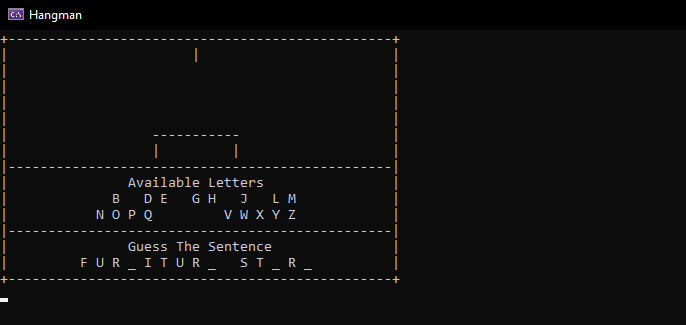 Hangman
Available Letters
B D E G H J L M
N O P Q V W X Y Z
Guess The Sentence
F U R _ I T U R _ S T _ R _